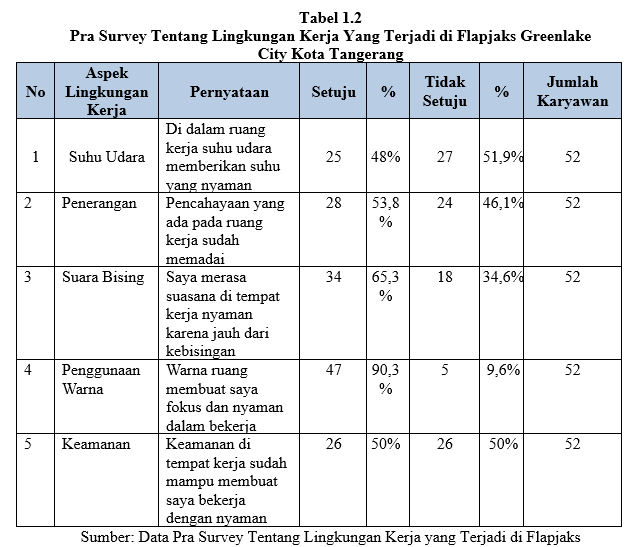 Tabel 1.2
Pra Survey Tentang Lingkungan Kerja Yang Terjadi di Flapjaks Greenlake
City Kota Tangerang
No Aspek Lingkungan Kerja Pernyataan Setuju % Tidak Setuju % Jumlah Karyawan
1 Suhu Udara Di dalam ruang kerja suhu udara memberikan suhu yang nyaman 25 48% 27 51,9% 52
2 Penerangan Pencahayaan yang ada pada ruang kerja sudah memadai 28 53,8% 24 46,1% 52
3 Suara Bising Saya merasa suasana di tempat kerja nyaman karena jauh dari kebisingan 34 65,3% 18 34,6% 52
4 Penggunaan Warna Warna ruang membuat saya fokus dan nyaman dalam bekerja 47 90,3% 5 9,6% 52
5 Keamanan Keamanan di tempat kerja sudah mampu membuat saya bekerja dengan nyaman 26 50% 26 50% 52
Sumber: Data Pra Survey Tentang Lingkungan Kerja yang Terjadi di Flapjaks